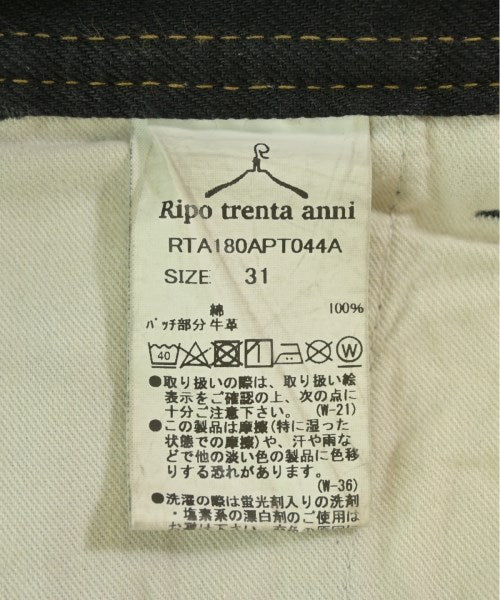 Ripo trenta anni
RTA180APT044A
SIZE 31
綿 100%
パッチ部分 牛革
40 W
●取り扱いの際は、取り扱い絵
表示をご確認の上、次の点に
十分ご注意下さい。 (W-21)
●この製品は摩擦(特に湿った
状態での摩擦)や、汗や雨な
どで他の淡い色の製品に色移
りする恐れがあります。
(W-36)
●洗濯の際は蛍光剤入りの洗剤
・塩素系の漂白剤のご使用は
お避け下さい。